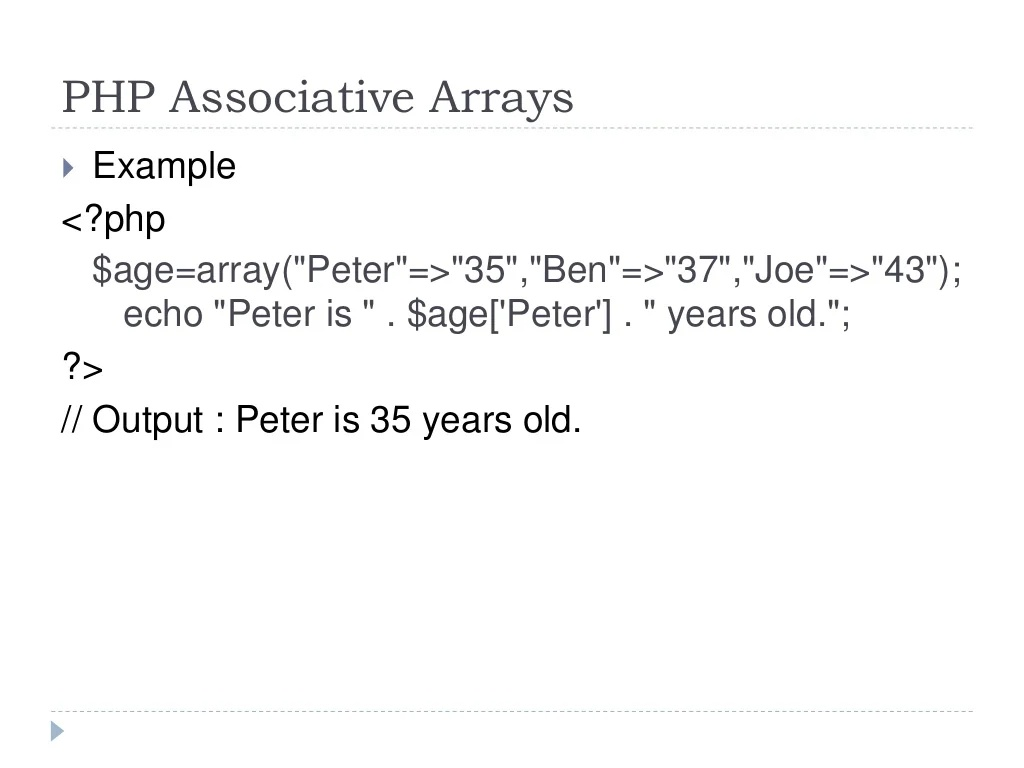 PHP Associative Arrays
Example
<?php
$age=array("Peter"=>"35","Ben"=>"37","Joe"=>"43");
echo "Peter is " . $age['Peter'] . " years old.";
?>
// Output : Peter is 35 years old.